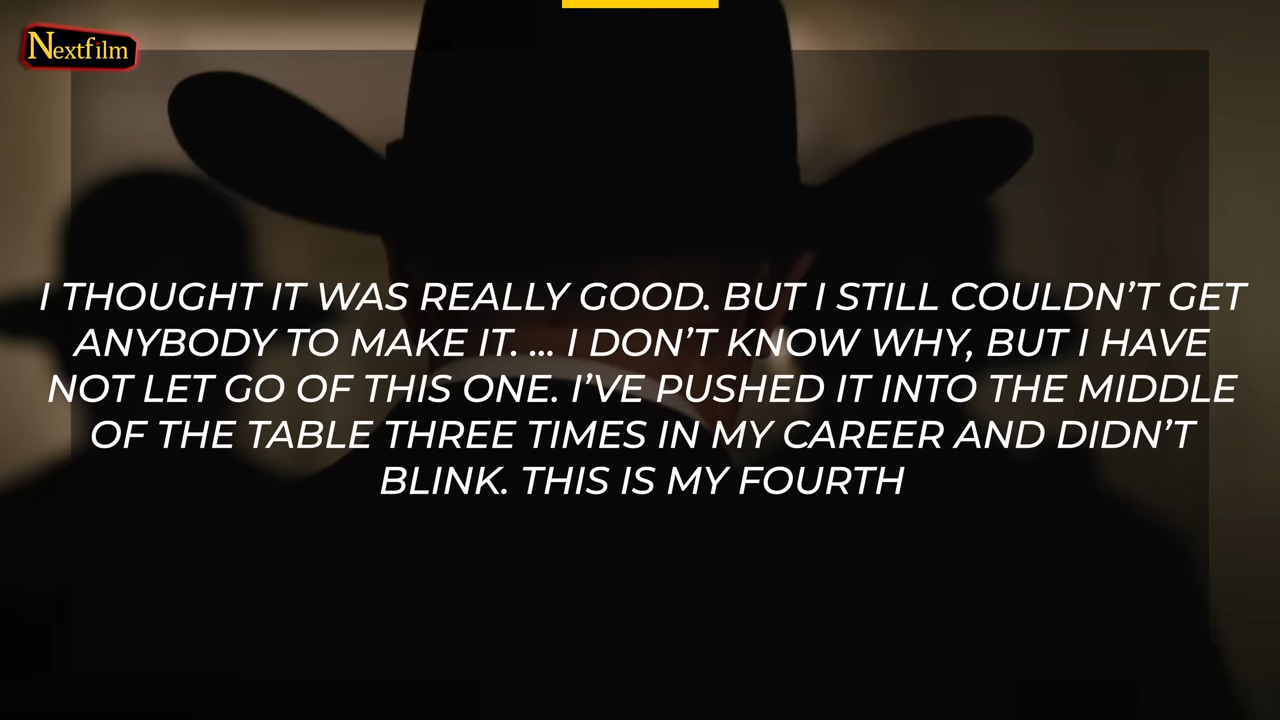 Nextfilm
I THOUGHT IT WAS REALLY GOOD. BUT I STILL COULDN’T GET
ANYBODY TO MAKE IT. ... I DON’T KNOW WHY, BUT I HAVE
NOT LET GO OF THIS ONE. I’VE PUSHED IT INTO THE MIDDLE
OF THE TABLE THREE TIMES IN MY CAREER AND DIDN’T
BLINK. THIS IS MY FOURTH